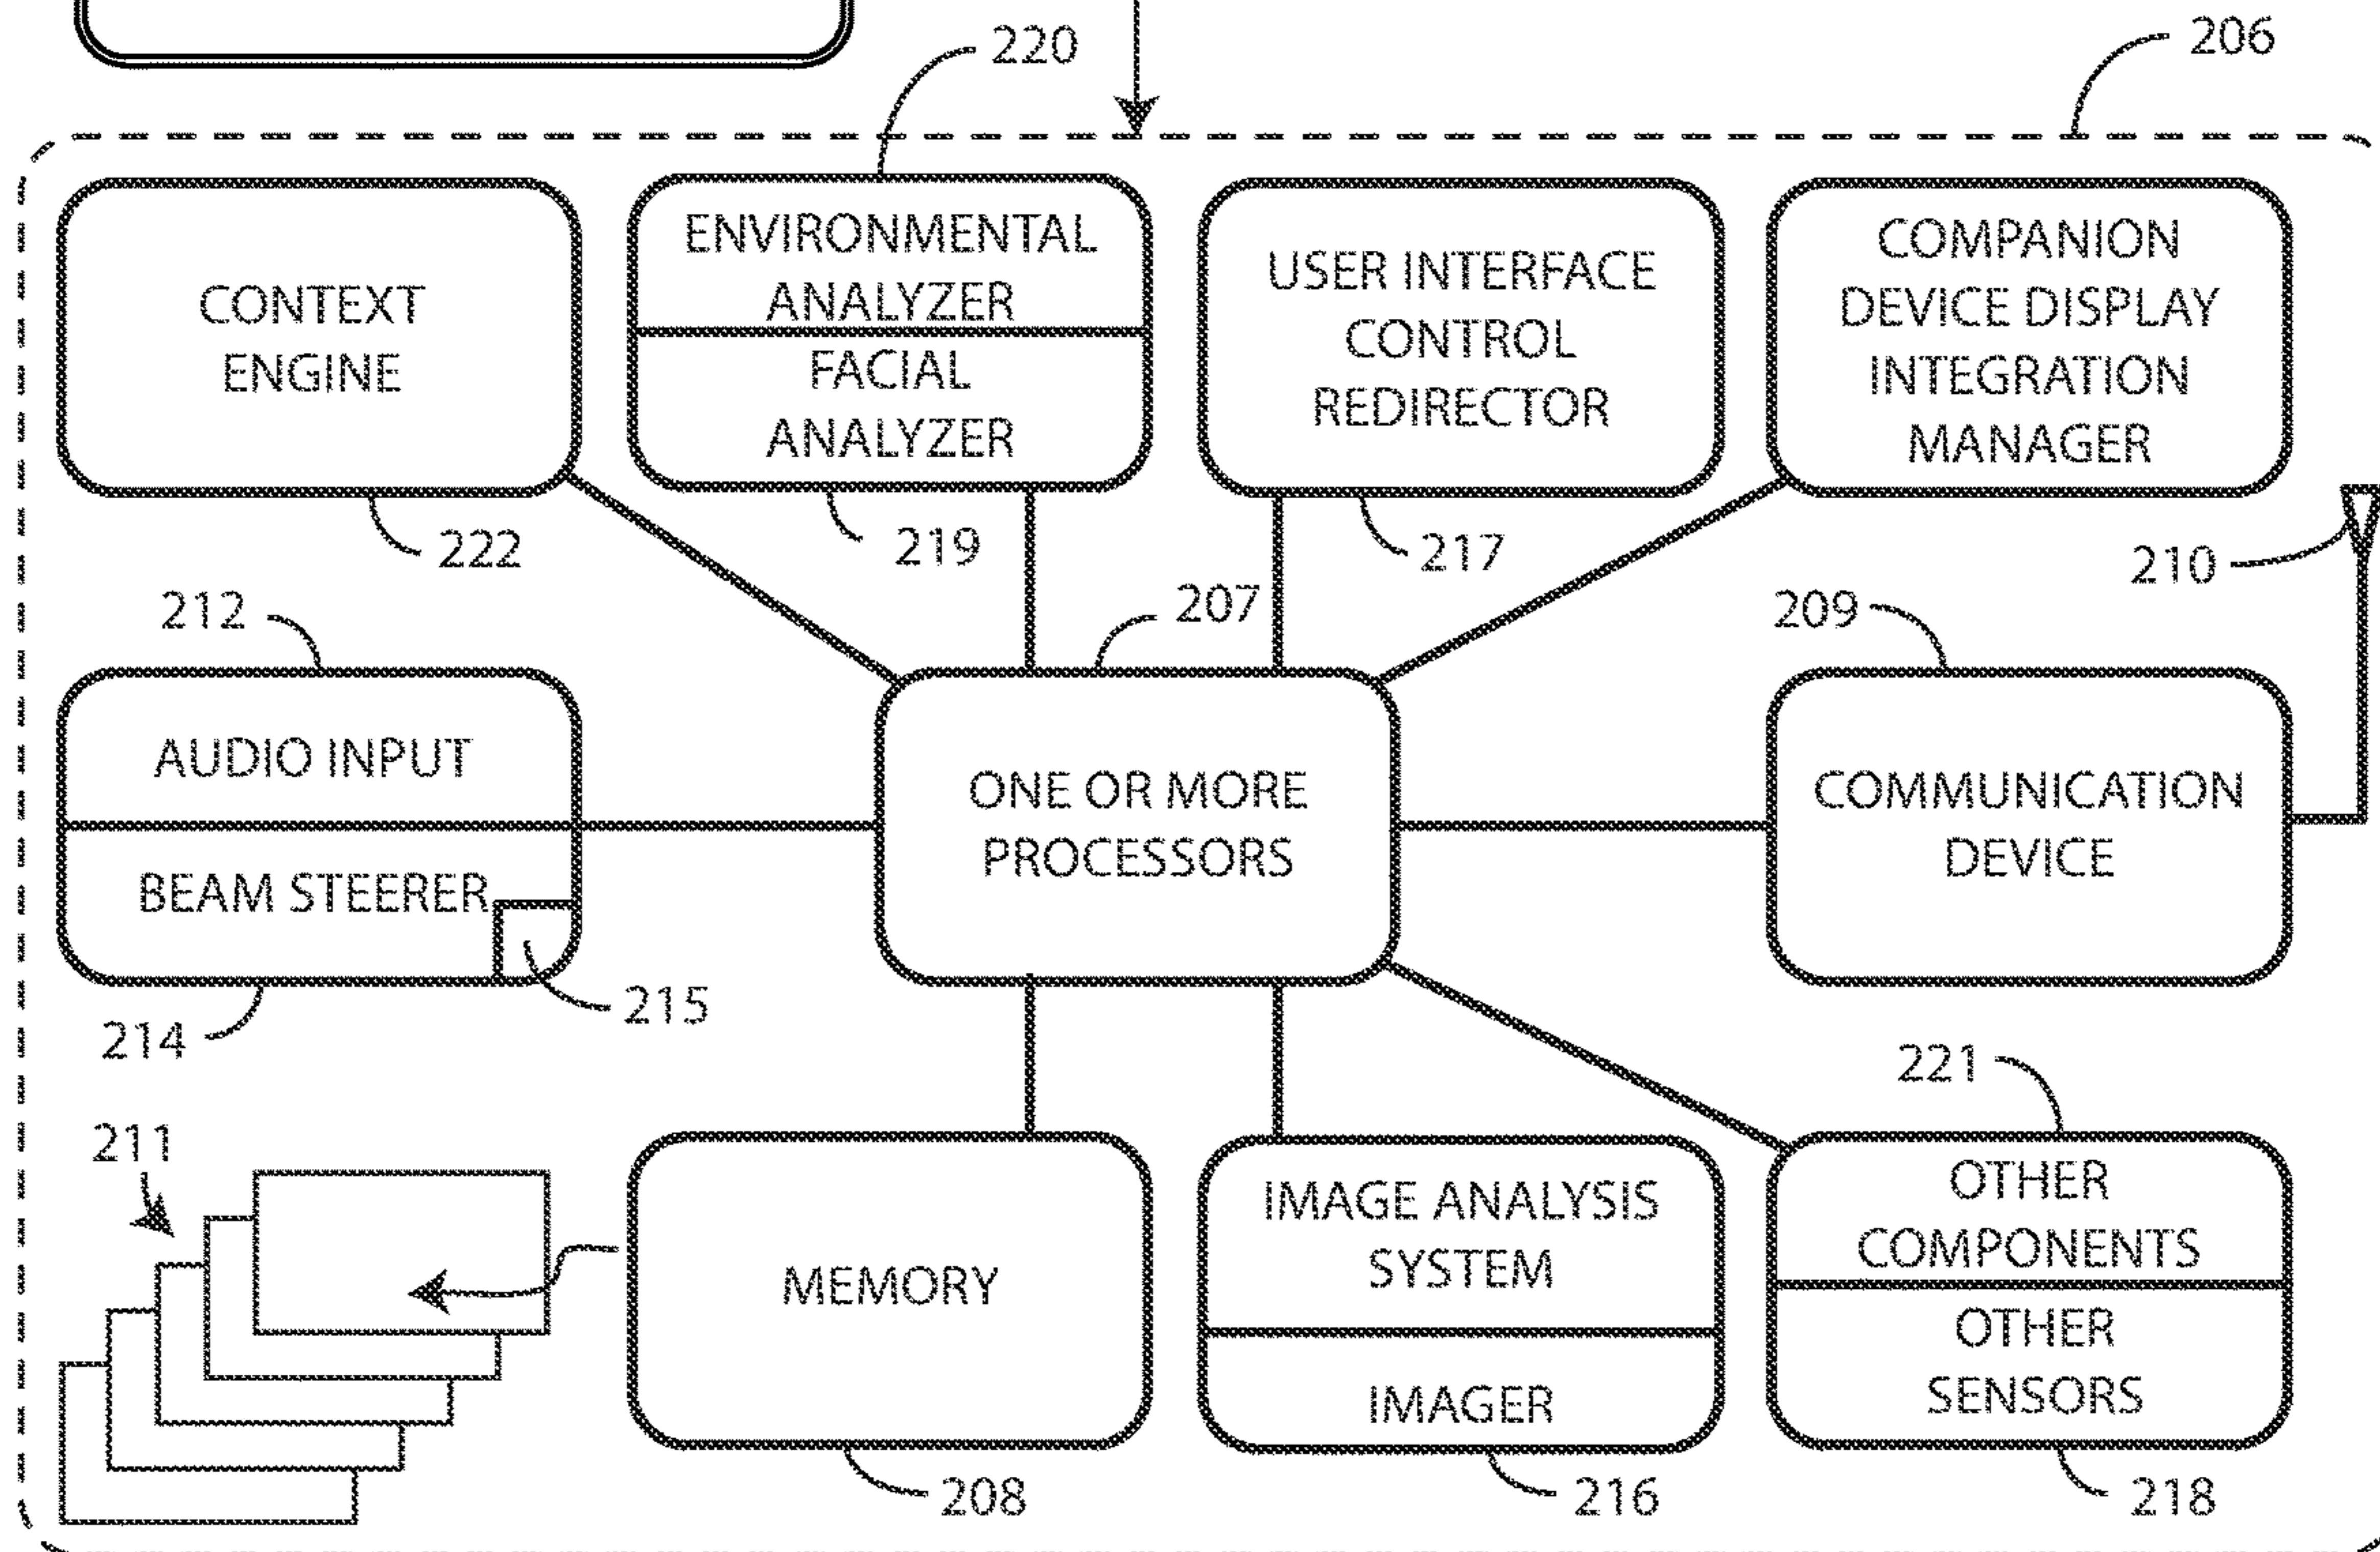 220
206
CONTEXT
ENGINE
222
ENVIRONMENTAL
ANALYZER
FACIAL
ANALYZER
219
USER INTERFACE
CONTROL
REDIRECTOR
217
COMPANION
DEVICE DISPLAY
INTEGRATION
MANAGER
210
212
AUDIO INPUT
BEAM STEERER
214
215
207
ONE OR MORE
PROCESSORS
209
COMMUNICATION
DEVICE
211
MEMORY
208
IMAGE ANALYSIS
SYSTEM
IMAGER
216
221
OTHER
COMPONENTS
OTHER
SENSORS
218